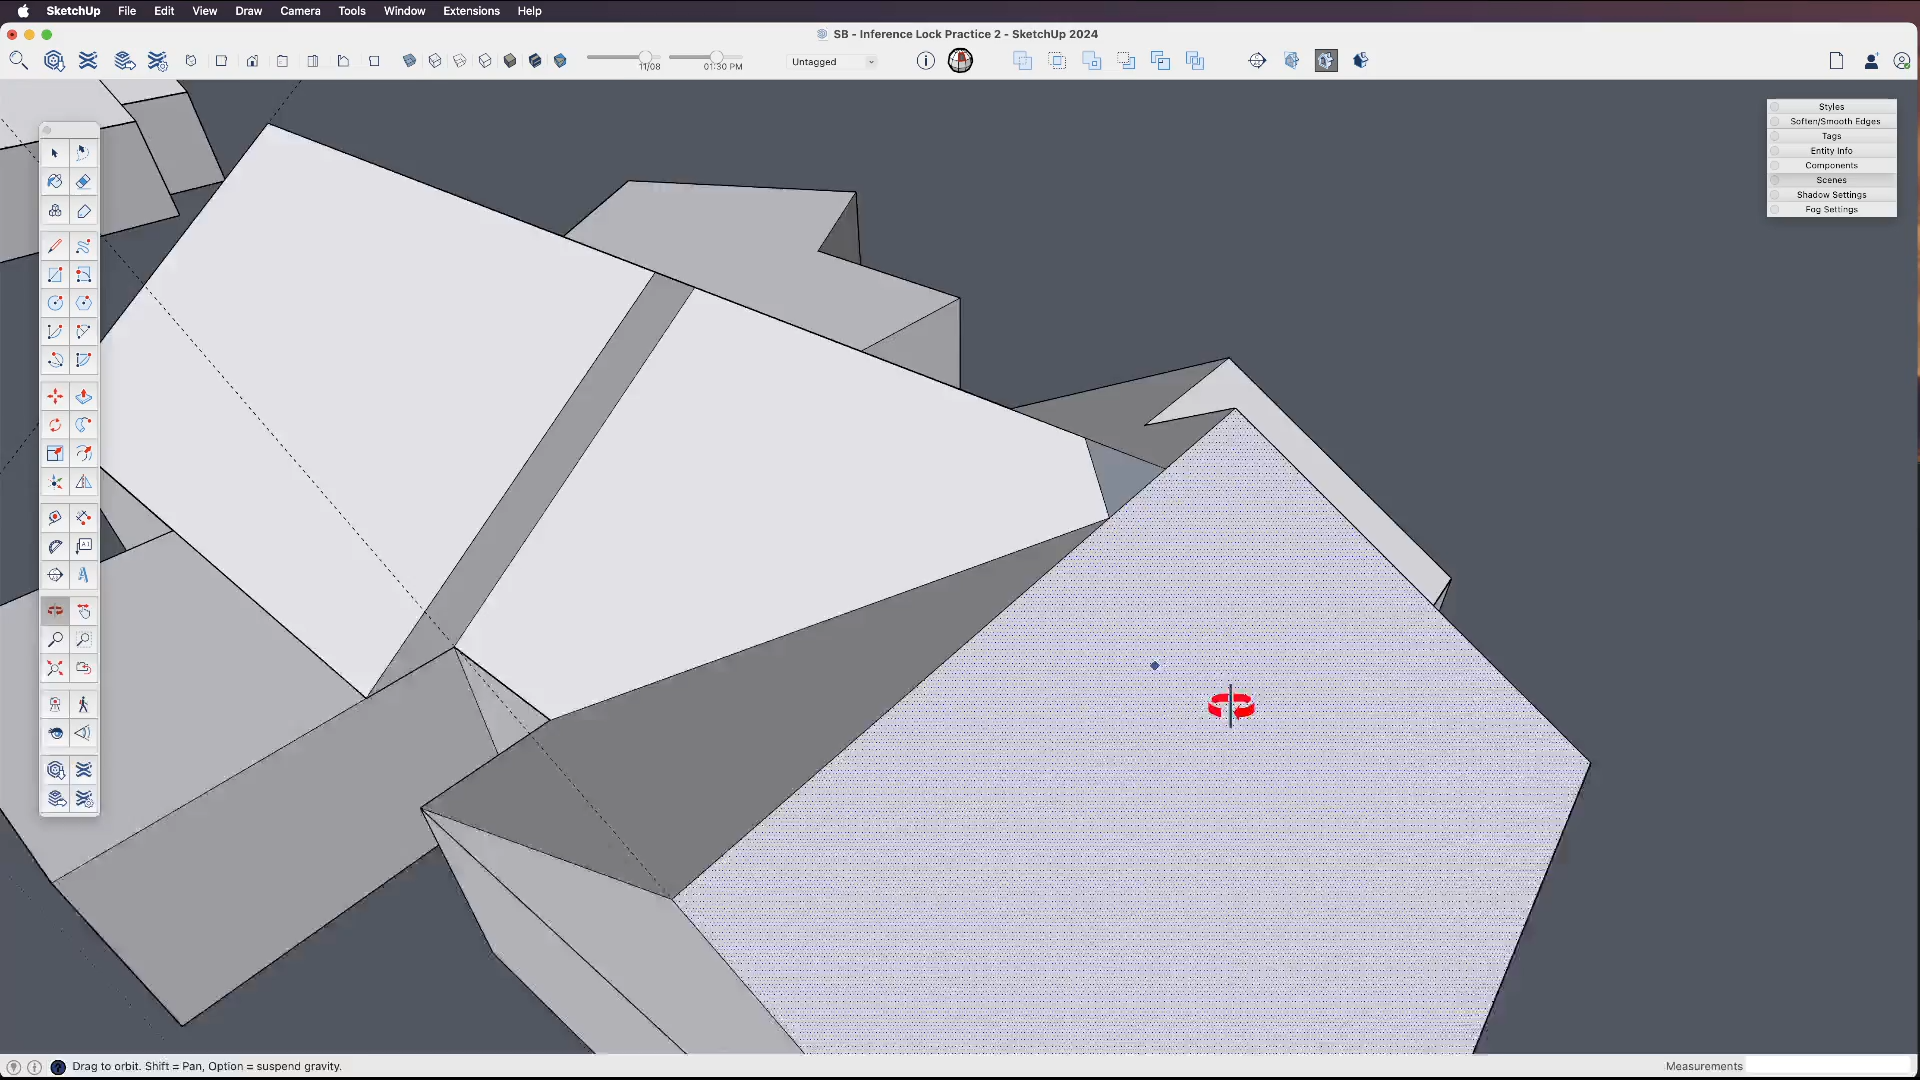 SketchUp File Edit View Draw Camera Tools Window Extensions Help
SB - Inference Lock Practice 2 - SketchUp 2024
11/08 01:30 PM
Untagged
Styles
Soften/Smooth Edges
Tags
Entity Info
Components
Scenes
Shadow Settings
Fog Settings
A1
A
Drag to orbit. Shift = Pan, Option = suspend gravity.
Measurements